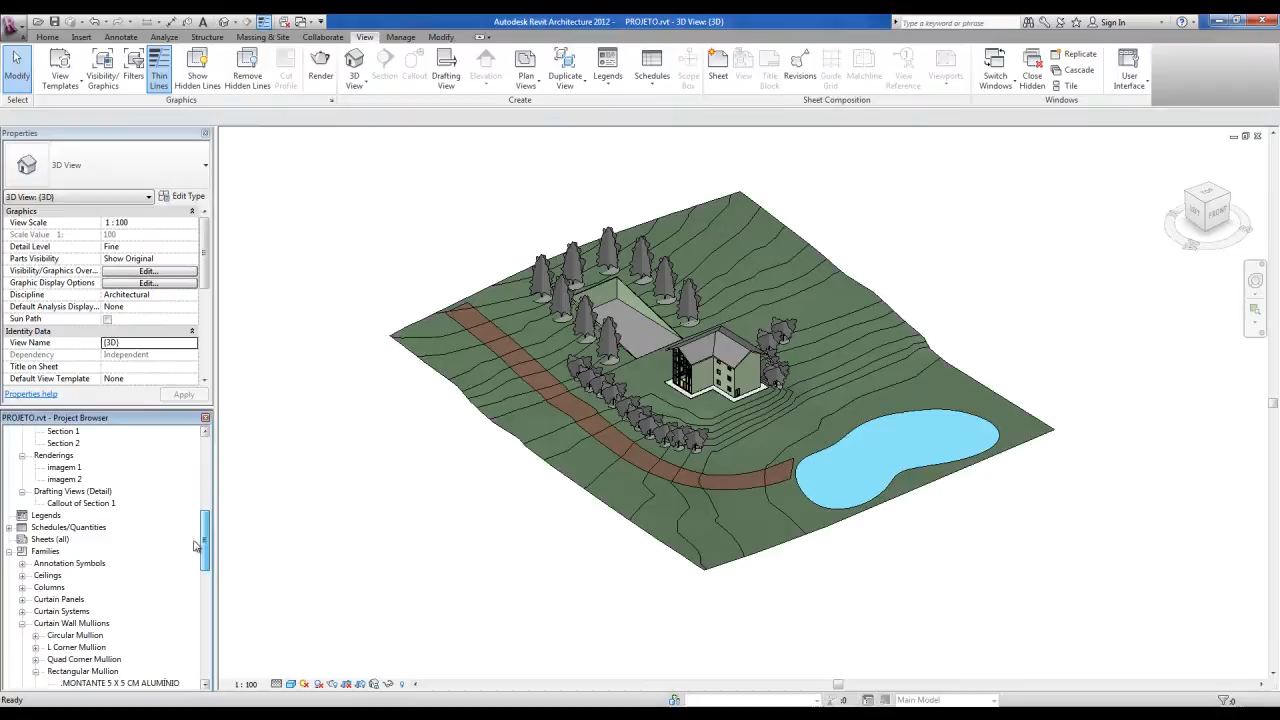 Autodesk Revit Architecture 2012 - PROJETO.rvt - 3D View: {3D}
Type a keyword or phrase
Sign In
Home Insert Annotate Analyze Structure Massing & Site Collaborate View Manage Modify
Modify
View Templates
Visibility/ Graphics
Filters
Thin Lines
Show Hidden Lines
Remove Hidden Lines
Cut Profile
Render
3D View
Section
Callout
Drafting View
Elevation
Plan Views
Duplicate View
Legends
Schedules
Scope Box
Sheet
View
Title Block
Revisions
Guide Grid
Matchline
View Reference
Viewports
Switch Windows
Close Hidden
Replicate
Cascade
Tile
User Interface
Select Graphics Create Sheet Composition Windows
Properties
3D View
3D View: {3D} Edit Type
Graphics
View Scale 1 : 100
Scale Value 1: 100
Detail Level Fine
Parts Visibility Show Original
Visibility/Graphics Over... Edit...
Graphic Display Options Edit...
Discipline Architectural
Default Analysis Display... None
Sun Path
Identity Data
View Name {3D}
Dependency Independent
Title on Sheet
Default View Template None
Properties help Apply
PROJETO.rvt - Project Browser
Section 1
Section 2
Renderings
imagem 1
imagem 2
Drafting Views (Detail)
Callout of Section 1
Legends
Schedules/Quantities
Sheets (all)
Families
Annotation Symbols
Ceilings
Columns
Curtain Panels
Curtain Systems
Curtain Wall Mullions
Circular Mullion
L Corner Mullion
Quad Corner Mullion
Rectangular Mullion
.MONTANTE 5 X 5 CM ALUMÍNIO
TOP
LEFT
FRONT
1 : 100
Ready
:0
Main Model
:0